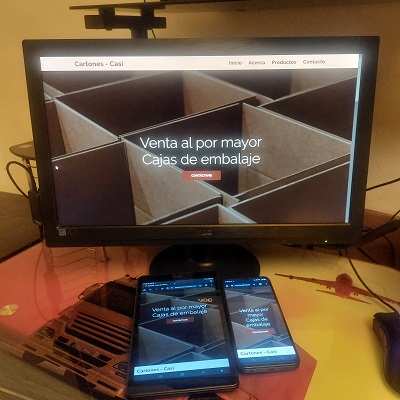 Cartones - Casi
Inicio Acerca Productos Contacto
Venta al por mayor
Cajas de embalaje
CONTACTAME
Venta al por mayor
Cajas de embalaje
Cartones - Casi
Venta al por
mayor
Cajas de
embalaje
Cartones - Casi